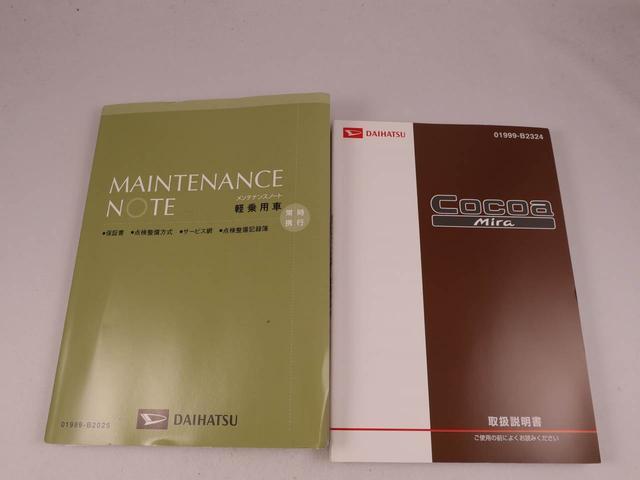 MAINTENANCE
NOTE
メンテナンスノート
軽乗用車
常時
携行
●保証書 ●点検整備方式 ●サービス網 ●点検整備記録簿
01989-B2025
DAIHATSU
DAIHATSU
01999-B2324
Cocoa
Mira
取扱説明書
ご使用の前によくお読みください